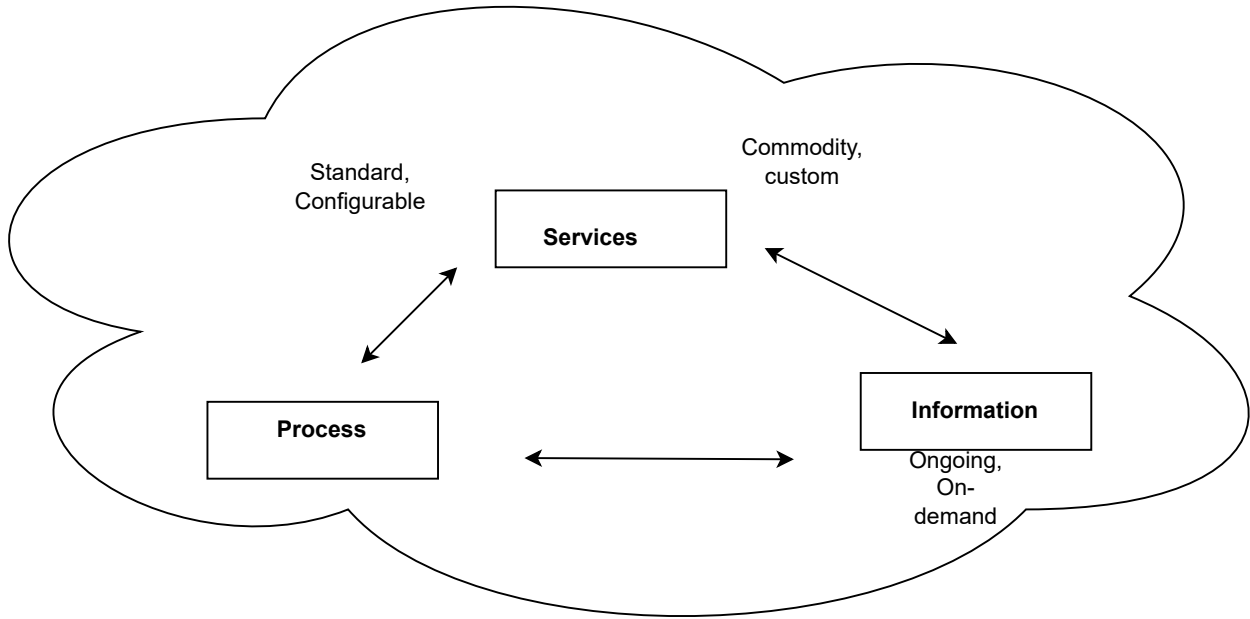 Commodity,
custom
Standard,
Configurable
Services
Information
Process
Ongoing,
On-
demand